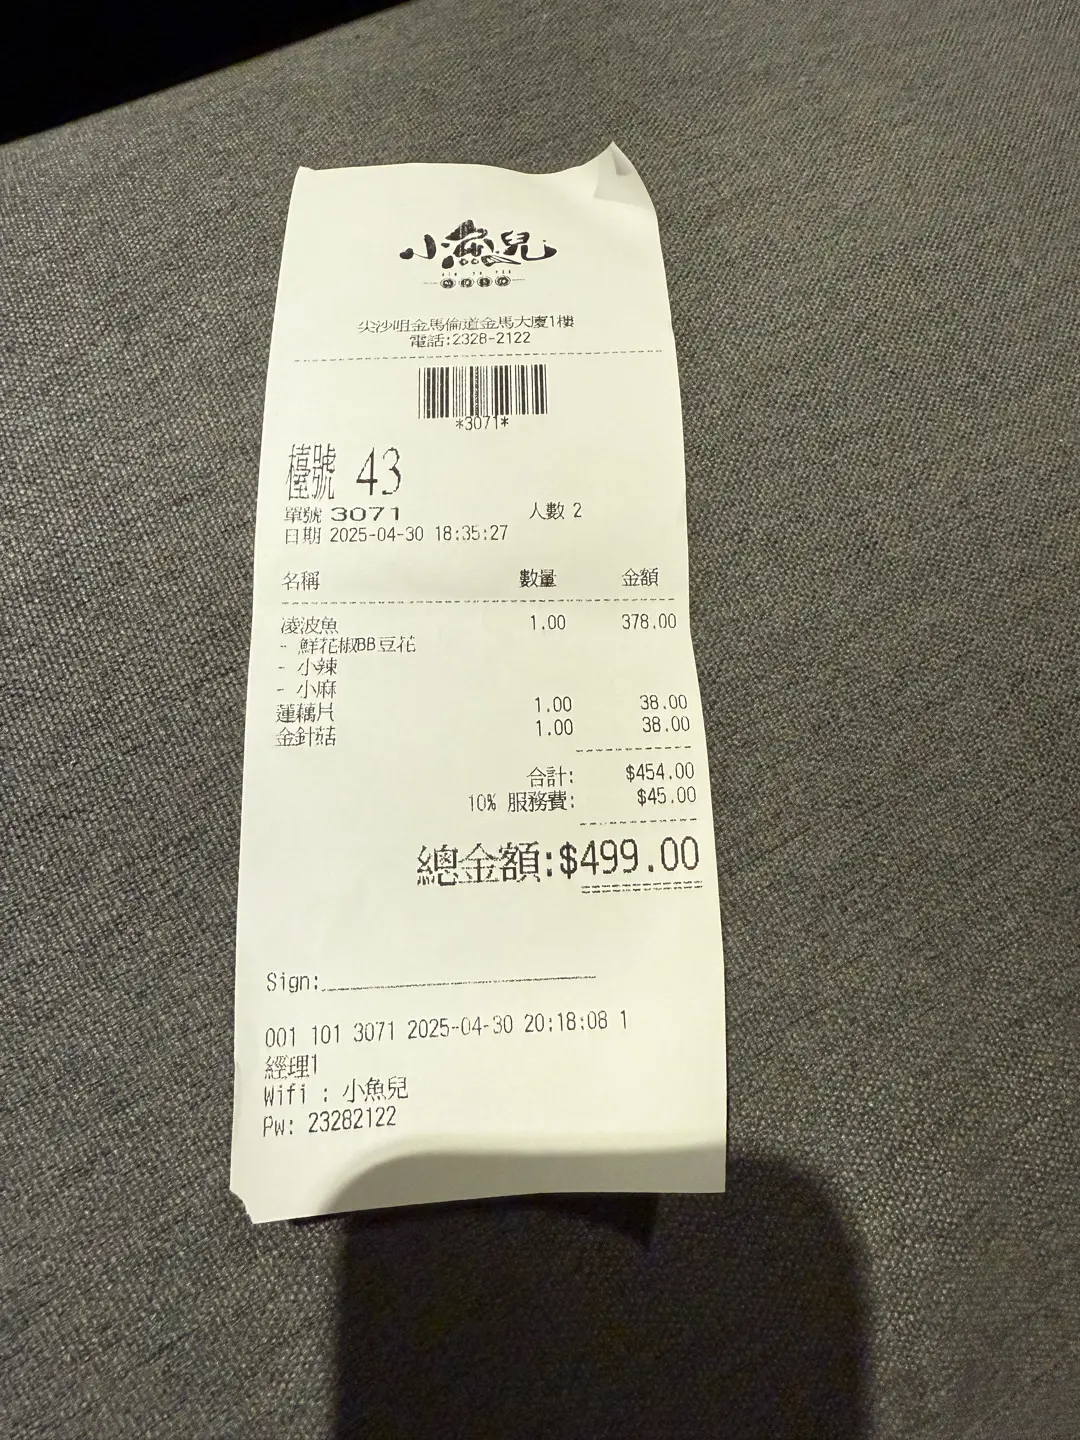 小魚兒
尖沙咀金馬倫道金馬大廈1樓
電話:2328-2122
*3071*
檯號 43
單號 3071 人數 2
日期 2025-04-30 18:35:27
名稱 數量 金額
凌波魚 1.00 378.00
- 鮮花椒BB豆花
- 小辣
- 小麻
蓮藕片 1.00 38.00
金針菇 1.00 38.00
合計: $454.00
10% 服務費: $45.00
總金額:$499.00
Sign:
001 101 3071 2025-04-30 20:18:08 1
經理1
Wifi : 小魚兒
Pw: 23282122